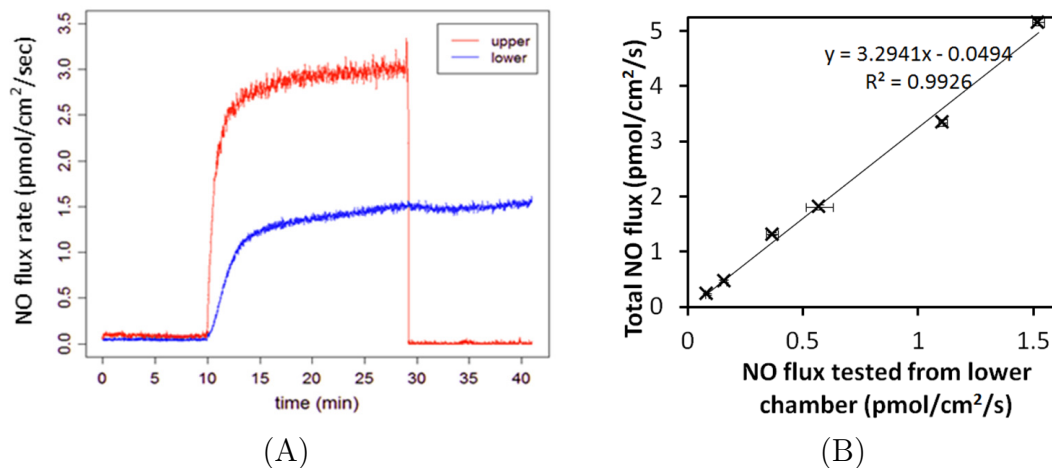 NO flux rate (pmol/cm²/sec)
3.5
3.0
2.5
2.0
1.5
1.0
0.5
0.0
upper
lower
0 5 10 15 20 25 30 35 40
time (min)
(A)
Total NO flux (pmol/cm²/s)
5
4
3
2
1
0
y = 3.2941x - 0.0494
R² = 0.9926
0 0.5 1 1.5
NO flux tested from lower
chamber (pmol/cm²/s)
(B)